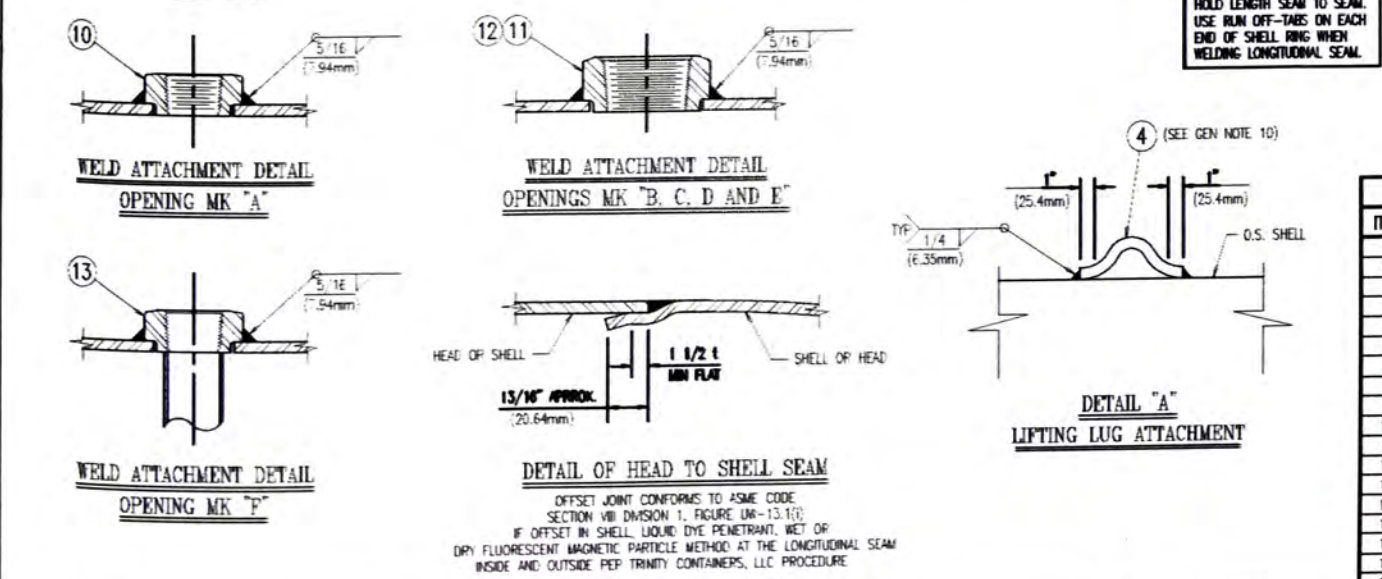 HOLD LENGTH SEAM TO SEAM.
USE RUN OFF-TABS ON EACH
END OF SHELL RING WHEN
WELDING LONGITUDINAL SEAM.
10
5/16
(7.94mm)
WELD ATTACHMENT DETAIL
OPENING MK "A"
12 11
5/16
(7.94mm)
WELD ATTACHMENT DETAIL
OPENINGS MK "B, C, D AND E"
4 (SEE GEN NOTE 10)
1"
(25.4mm)
1"
(25.4mm)
TYP
1/4
(6.35mm)
O.S. SHELL
DETAIL "A"
LIFTING LUG ATTACHMENT
13
5/16
(7.94mm)
WELD ATTACHMENT DETAIL
OPENING MK "F"
HEAD OR SHELL
1 1/2 t
MIN FLAT
SHELL OR HEAD
13/16" APPROX.
(20.64mm)
DETAIL OF HEAD TO SHELL SEAM
OFFSET JOINT CONFORMS TO ASME CODE
SECTION VIII DIVISION 1, FIGURE UW-13.1
IF OFFSET IN SHELL, LIQUID DYE PENETRANT, WET OR
DRY FLUORESCENT MAGNETIC PARTICLE METHOD AT THE LONGITUDINAL SEAM
INSIDE AND OUTSIDE PEP TRINITY CONTAINERS, LLC PROCEDURE